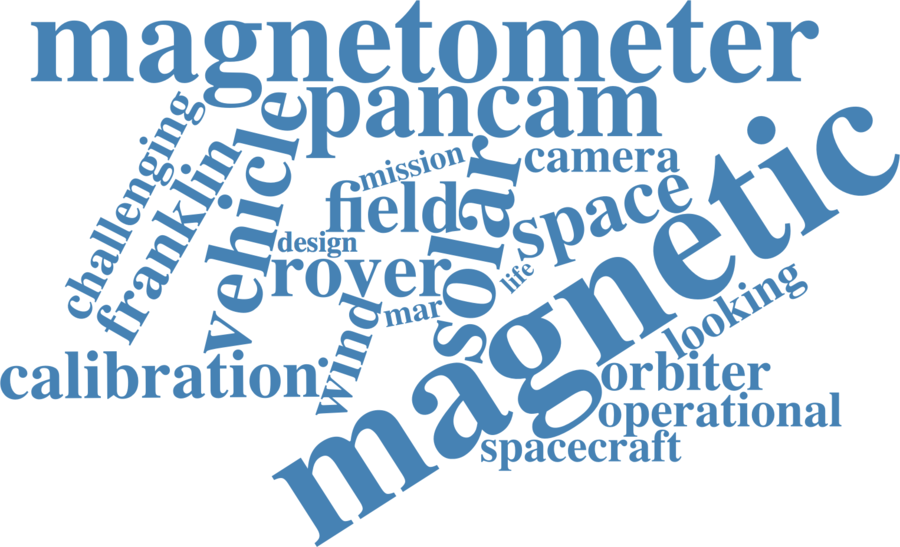 magnetometer
pancam
challenging
franklin
vehicle
mission
camera
solar
field
space
magnetic
design
rover
life
mar
wind
looking
calibration
orbiter
operational
spacecraft